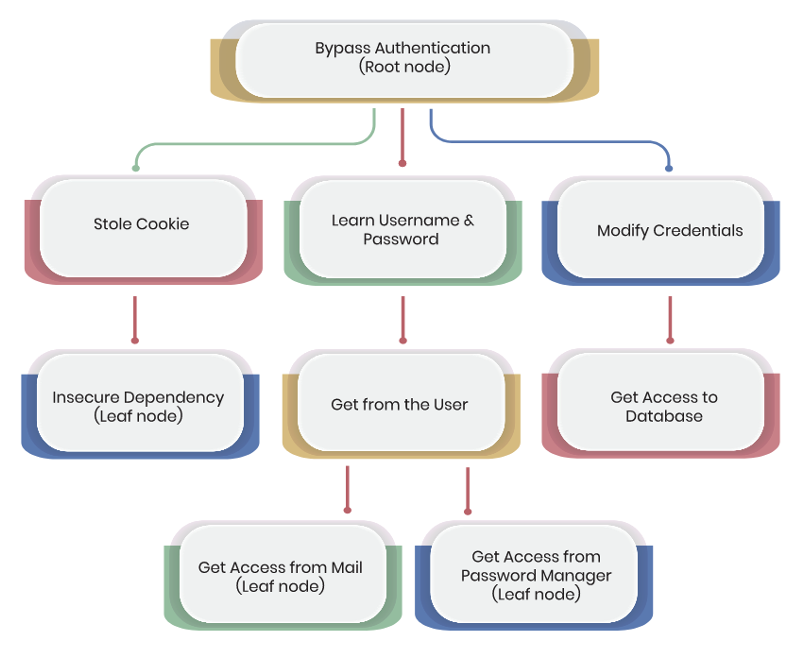 Bypass Authentication
(Root node)
Stole Cookie
Learn Username &
Password
Modify Credentials
Insecure Dependency
(Leaf node)
Get from the User
Get Access to
Database
Get Access from Mail
(Leaf node)
Get Access from
Password Manager
(Leaf node)